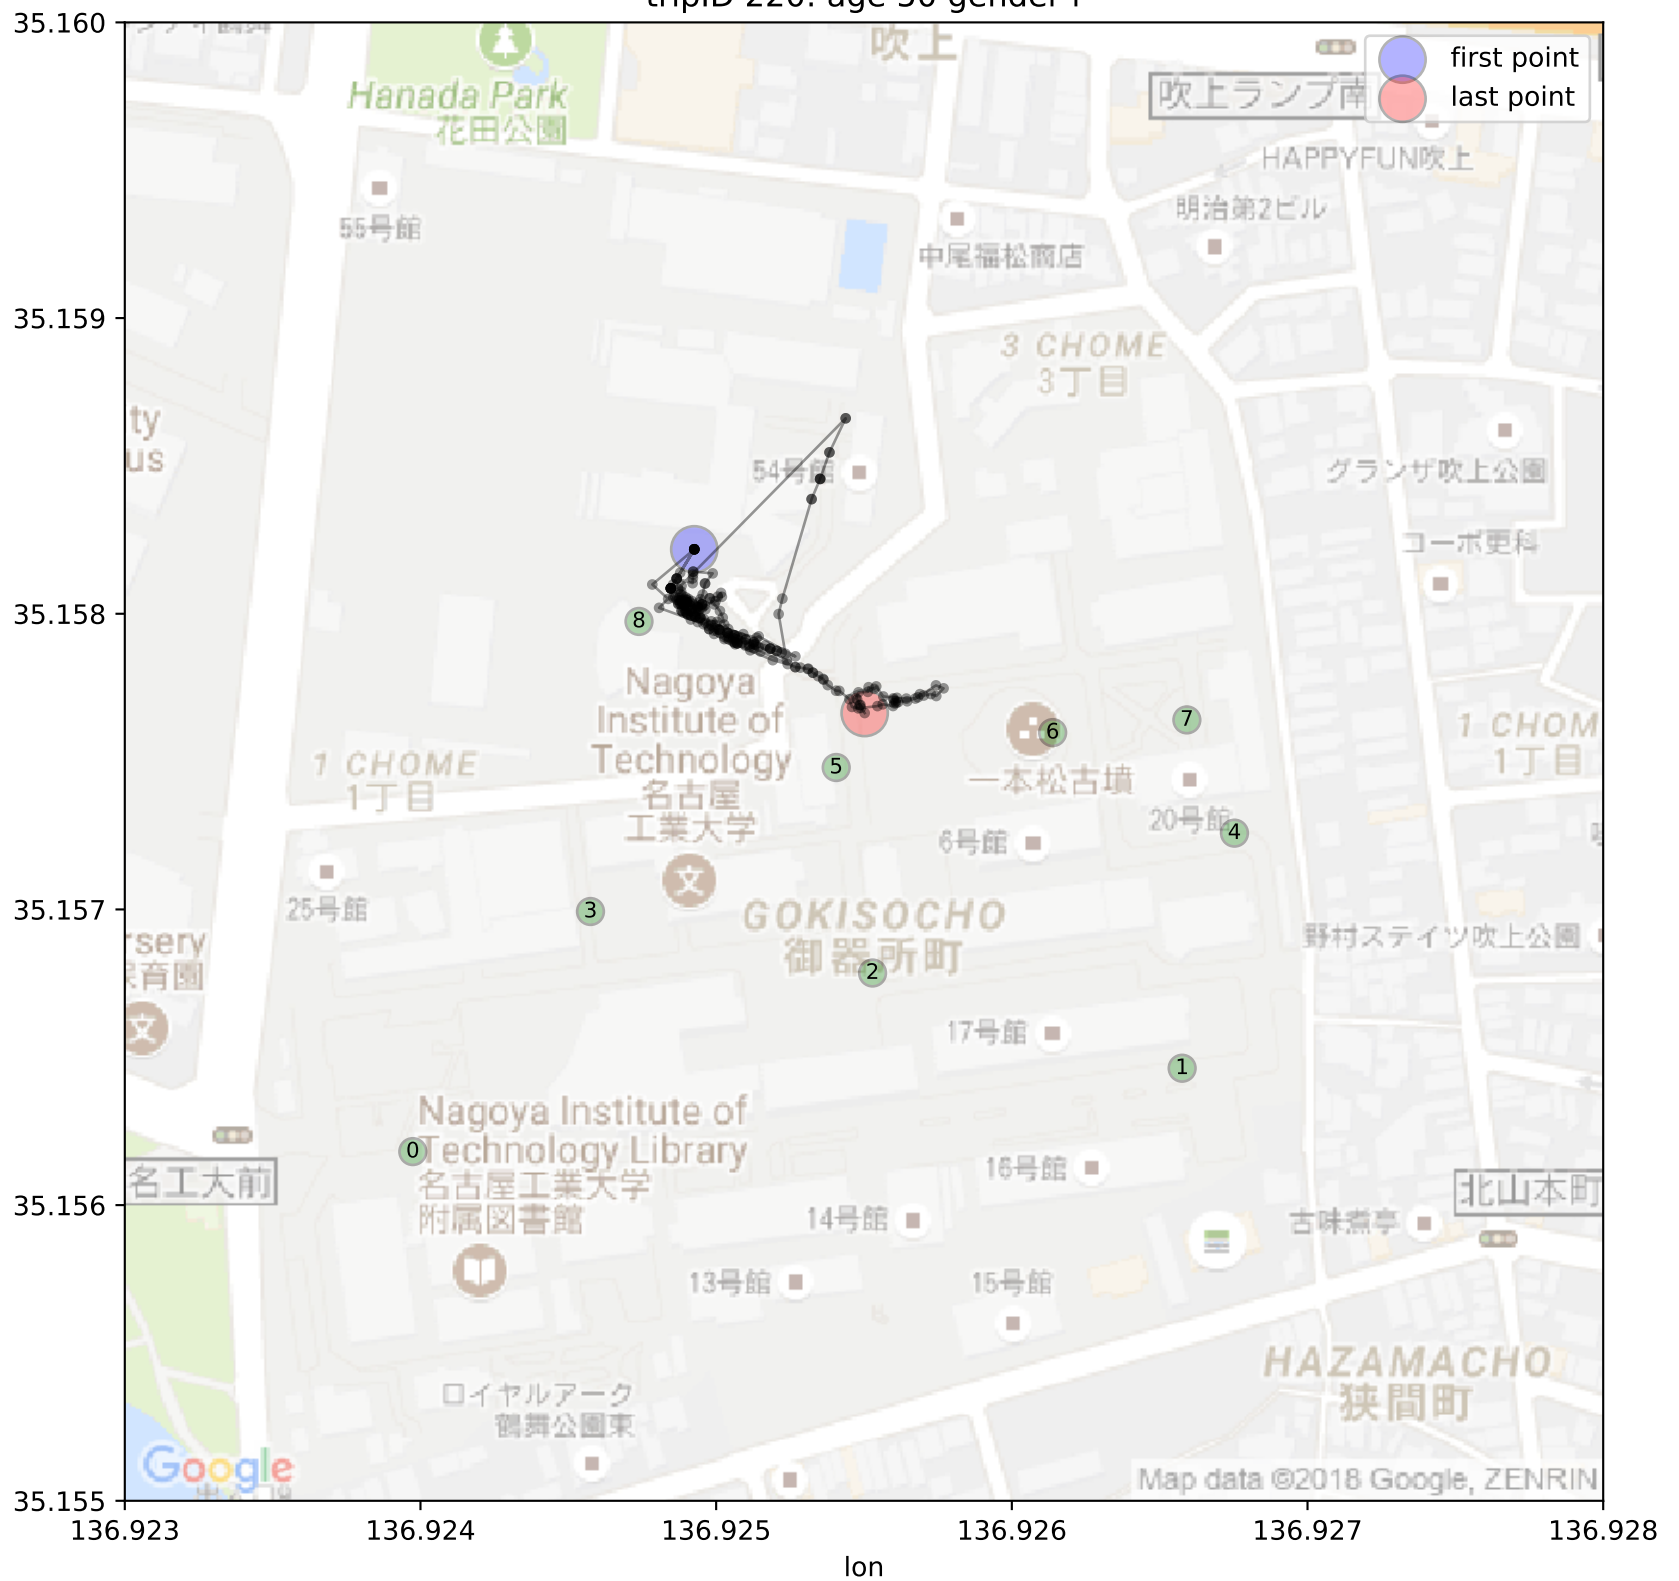 35.160
35.159
35.158
35.157
35.156
35.155
136.923
136.924
136.925
136.926
136.927
136.928
lon
first point
last point
吹上
吹上ランプ南
Hanada Park
花田公園
HAPPYFUN吹上
明治第2ビル
55号館
中尾福松商店
3 CHOME
3丁目
ty
us
54号館
グランザ吹上公園
コーポ更科
8
Nagoya
Institute of
Technology
名古屋
工業大学
6
7
5
1 CHOME
1丁目
1 CHOM
1丁目
一本松古墳
20号館
4
6号館
25号館
3
GOKISOCHO
御器所町
2
rsery
育園
野村ステイツ吹上公園
17号館
1
Nagoya Institute of
Technology Library
名古屋工業大学
附属図書館
0
名工大前
16号館
北山本町
14号館
古味煮亭
13号館
15号館
HAZAMACHO
狭間町
ロイヤルアーク
鶴舞公園東
Google
Map data ©2018 Google, ZENRIN